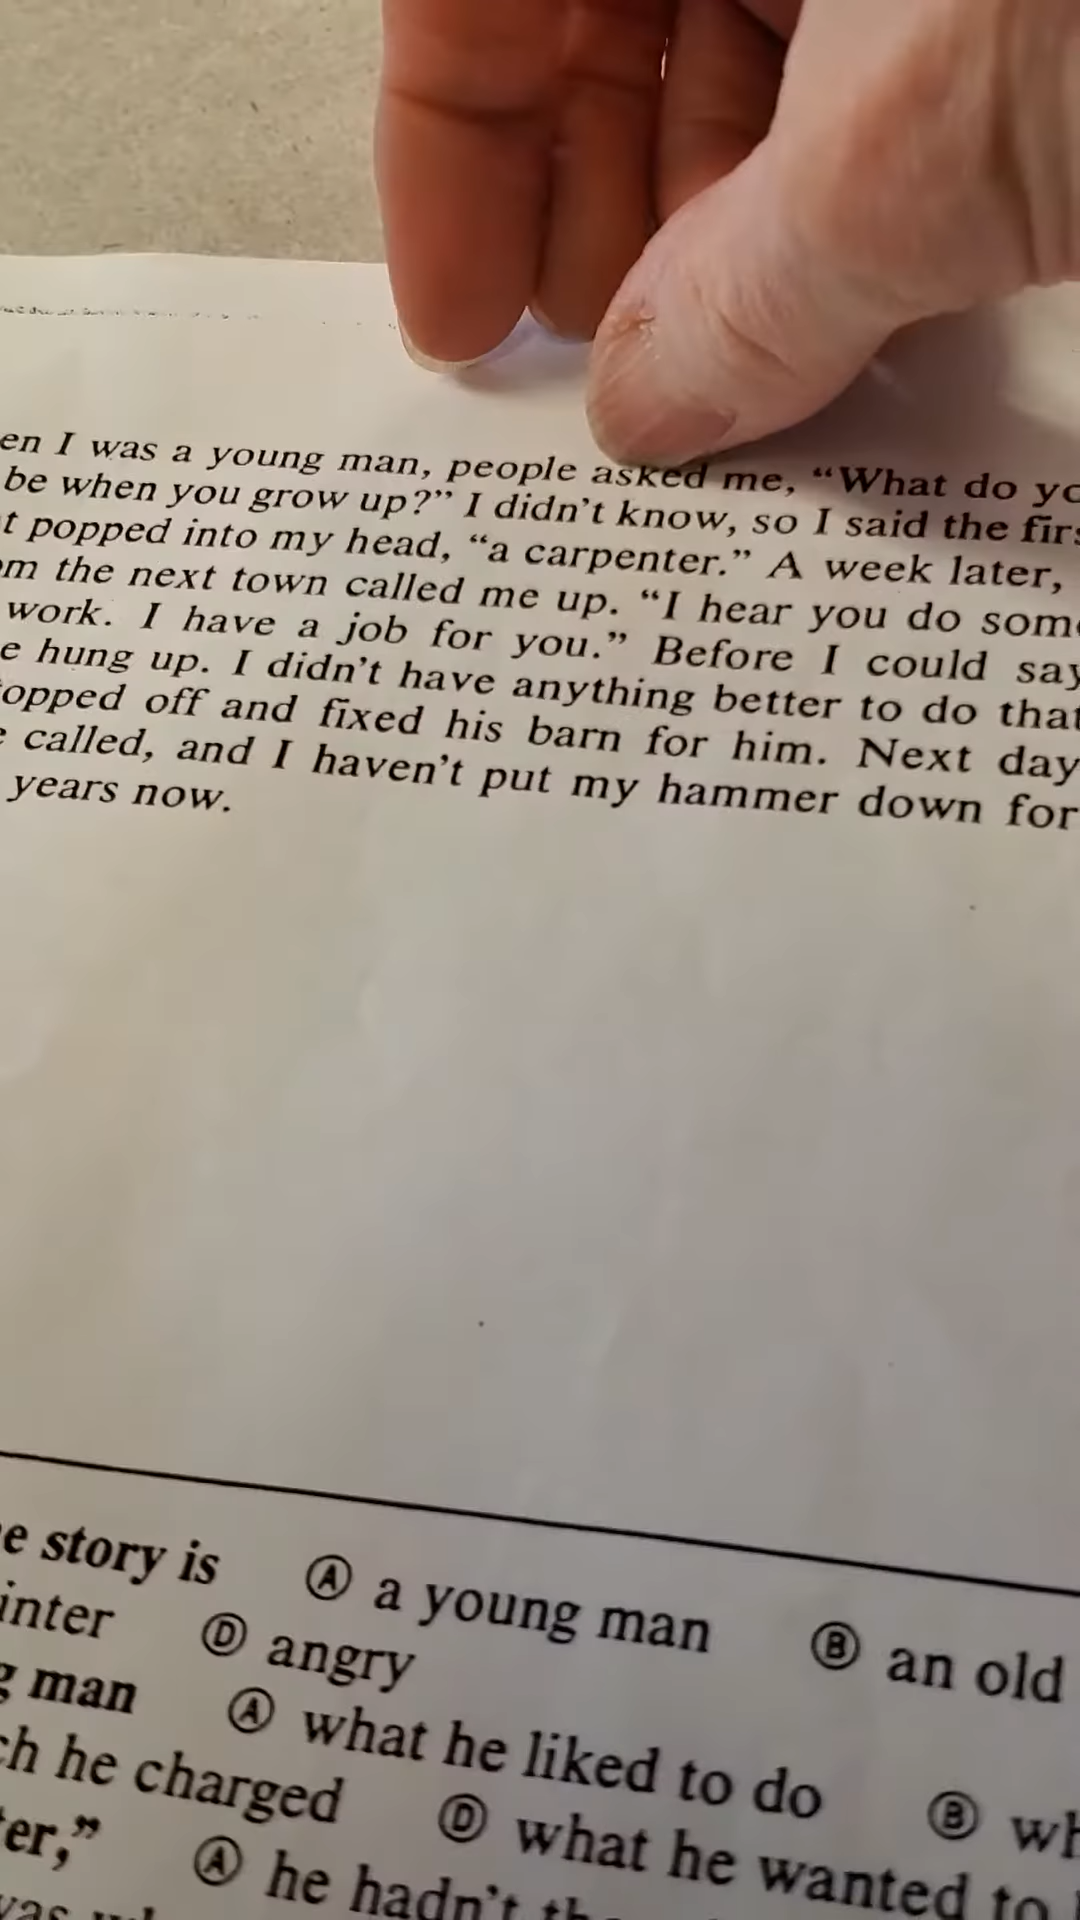 en I was a young man, people asked me, “What do yo
be when you grow up?” I didn’t know, so I said the firs
t popped into my head, “a carpenter.” A week later,
om the next town called me up. “I hear you do some
work. I have a job for you.” Before I could say
e hung up. I didn’t have anything better to do that
opped off and fixed his barn for him. Next day
e called, and I haven’t put my hammer down for
years now.
e story is Ⓐ a young man Ⓑ an old
inter Ⓓ angry
g man Ⓐ what he liked to do Ⓑ wh
ch he charged Ⓓ what he wanted to
er,” Ⓐ he hadn’t th